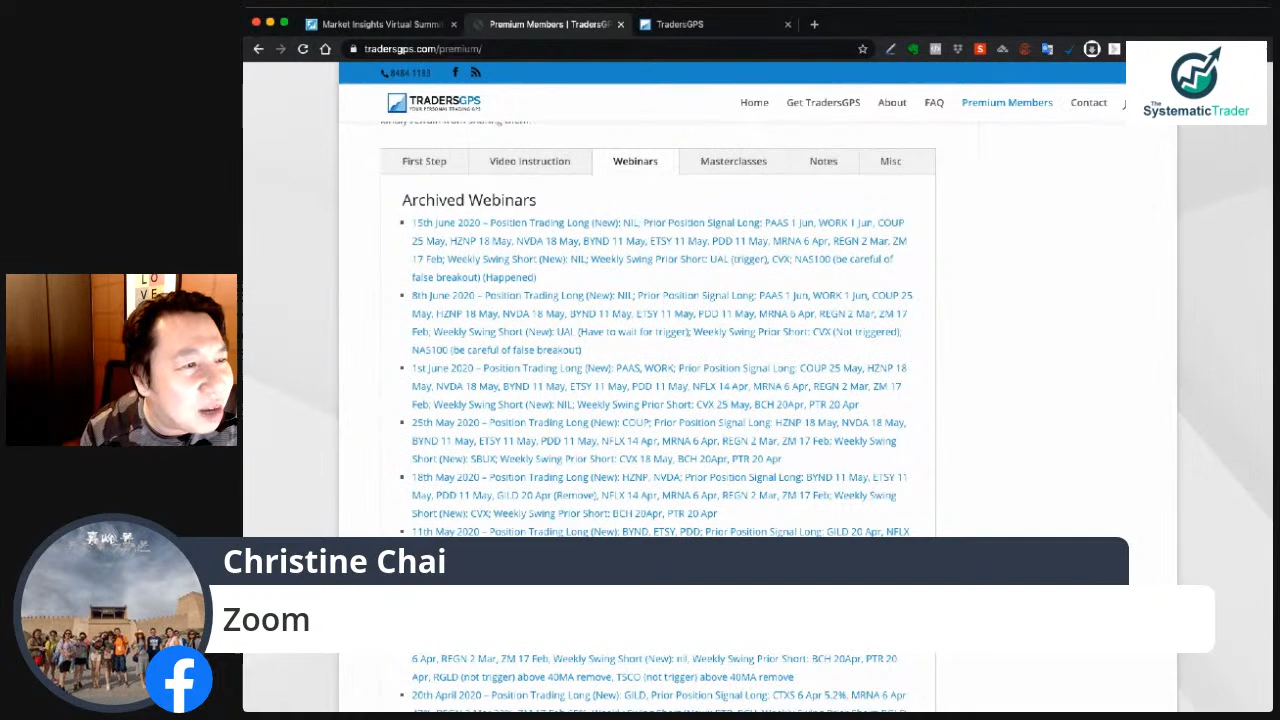 Market Insights Virtual Summi
Premium Members | TradersGP
TradersGPS
tradersgps.com/premium/
8484 1183
TRADERSGPS
YOUR PERSONAL TRADING GPS
Home
Get TradersGPS
About
FAQ
Premium Members
Contact
The
SystematicTrader
First Step
Video Instruction
Webinars
Masterclasses
Notes
Misc
Archived Webinars
15th June 2020 – Position Trading Long (New): NIL; Prior Position Signal Long: PAAS 1 Jun, WORK 1 Jun, COUP
25 May, HZNP 18 May, NVDA 18 May, BYND 11 May, ETSY 11 May, PDD 11 May, MRNA 6 Apr, REGN 2 Mar, ZM
17 Feb; Weekly Swing Short (New): NIL; Weekly Swing Prior Short: UAL (trigger), CVX; NAS100 (be careful of
false breakout) (Happened)
8th June 2020 – Position Trading Long (New): NIL; Prior Position Signal Long: PAAS 1 Jun, WORK 1 Jun, COUP 25
May, HZNP 18 May, NVDA 18 May, BYND 11 May, ETSY 11 May, PDD 11 May, MRNA 6 Apr, REGN 2 Mar, ZM 17
Feb; Weekly Swing Short (New): UAL (Have to wait for trigger); Weekly Swing Prior Short: CVX (Not triggered);
NAS100 (be careful of false breakout)
1st June 2020 – Position Trading Long (New): PAAS, WORK; Prior Position Signal Long: COUP 25 May, HZNP 18
May, NVDA 18 May, BYND 11 May, ETSY 11 May, PDD 11 May, NFLX 14 Apr, MRNA 6 Apr, REGN 2 Mar, ZM 17
Feb; Weekly Swing Short (New): NIL; Weekly Swing Prior Short: CVX 25 May, BCH 20Apr, PTR 20 Apr
25th May 2020 – Position Trading Long (New): COUP; Prior Position Signal Long: HZNP 18 May, NVDA 18 May,
BYND 11 May, ETSY 11 May, PDD 11 May, NFLX 14 Apr, MRNA 6 Apr, REGN 2 Mar, ZM 17 Feb; Weekly Swing
Short (New): SBUX; Weekly Swing Prior Short: CVX 18 May, BCH 20Apr, PTR 20 Apr
18th May 2020 – Position Trading Long (New): HZNP, NVDA; Prior Position Signal Long: BYND 11 May, ETSY 11
May, PDD 11 May, GILD 20 Apr (Remove), NFLX 14 Apr, MRNA 6 Apr, REGN 2 Mar, ZM 17 Feb; Weekly Swing
Short (New): CVX; Weekly Swing Prior Short: BCH 20Apr, PTR 20 Apr
11th May 2020 – Position Trading Long (New): BYND, ETSY, PDD; Prior Position Signal Long: GILD 20 Apr, NFLX
LO
VE
Christine Chai
Zoom
6 Apr, REGN 2 Mar, ZM 17 Feb, Weekly Swing Short (New): nil, Weekly Swing Prior Short: BCH 20Apr, PTR 20
Apr, RGLD (not trigger) above 40MA remove, TSCO (not trigger) above 40MA remove
20th April 2020 – Position Trading Long (New): GILD, Prior Position Signal Long: CTXS 6 Apr 5.2%, MRNA 6 Apr